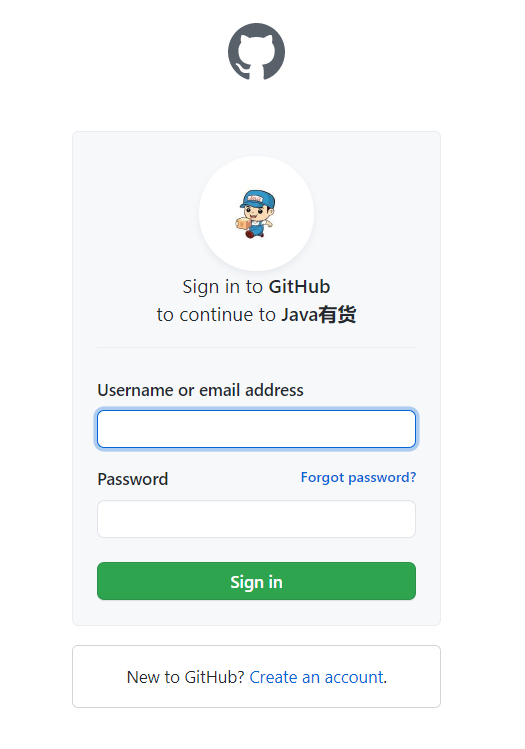 Sign in to GitHub
to continue to Java有货
Username or email address
Password
Forgot password?
Sign in
New to GitHub? Create an account.